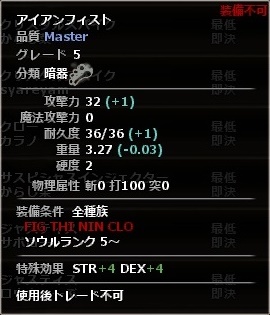 装備不可
アイアンフィスト
品質 Master
グレード 5
分類 暗器
攻撃力 32 (+1)
魔法攻撃力 0
耐久度 36/36 (+1)
重量 3.27 (-0.03)
硬度 2
物理属性 斬0 打100 突0
装備条件 全種族
FIG THI NIN CLO
ソウルランク 5～
特殊効果 STR+4 DEX+4
使用後トレード不可